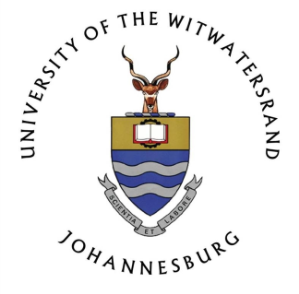 UNIVERSITY OF THE WITWATERSRAND
SCIENTIA ET LABORE
JOHANNESBURG